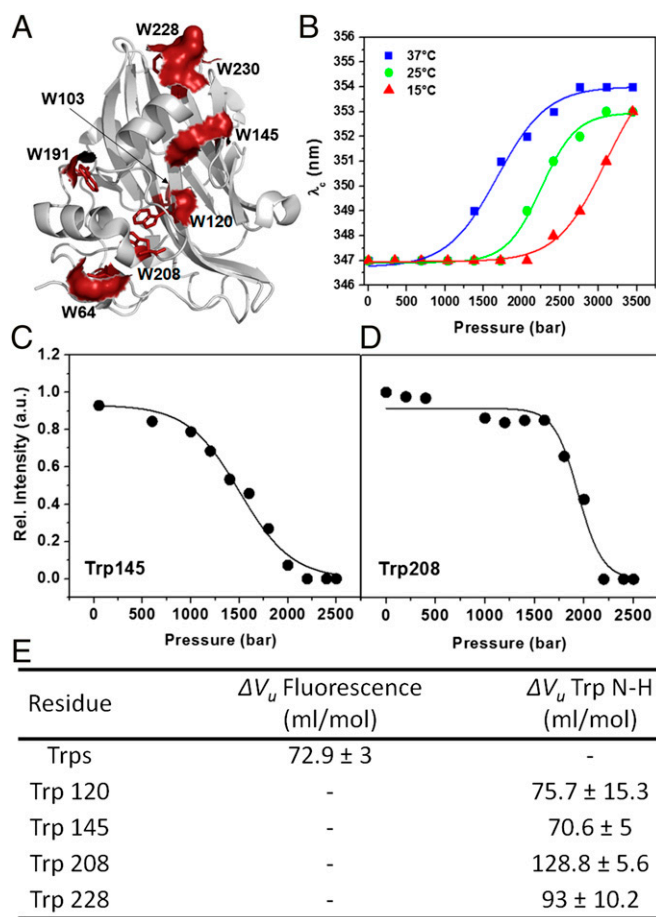 A
W228
W230
W103
W145
W191
W120
W208
W64
B
356
355
354
353
352
351
350
349
348
347
346
λc (nm)
37°C
25°C
15°C
0 500 1000 1500 2000 2500 3000 3500
Pressure (bar)
C
1.2
1.0
0.8
0.6
0.4
0.2
0.0
Rel. Intensity (a.u.)
Trp145
0 500 1000 1500 2000 2500
Pressure (bar)
D
Trp208
0 500 1000 1500 2000 2500
Pressure (bar)
E
Residue ΔVu Fluorescence (ml/mol) ΔVu Trp N-H (ml/mol)
Trps 72.9 ± 3 -
Trp 120 - 75.7 ± 15.3
Trp 145 - 70.6 ± 5
Trp 208 - 128.8 ± 5.6
Trp 228 - 93 ± 10.2